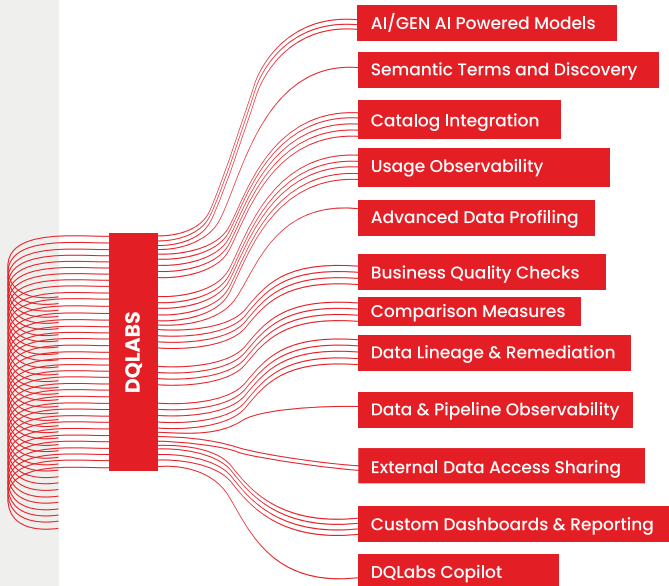 AI/GEN AI Powered Models
Semantic Terms and Discovery
Catalog Integration
Usage Observability
Advanced Data Profiling
Business Quality Checks
Comparison Measures
DQLABS
Data Lineage & Remediation
Data & Pipeline Observability
External Data Access Sharing
Custom Dashboards & Reporting
DQLabs Copilot